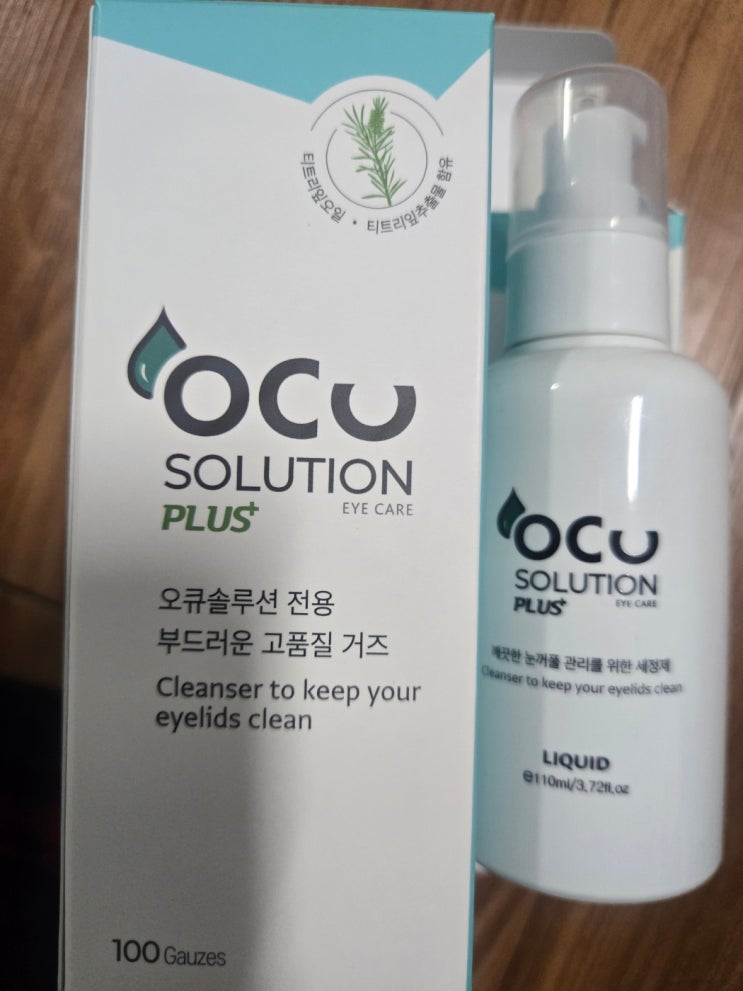 티트리잎오일 • 티트리잎추출물 함유
OCU
SOLUTION
PLUS+
EYE CARE
오큐솔루션 전용
부드러운 고품질 거즈
Cleanser to keep your
eyelids clean
100 Gauzes
OCU
SOLUTION
PLUS+
EYE CARE
깨끗한 눈꺼풀 관리를 위한 세정제
Cleanser to keep your eyelids clean
LIQUID
℮110ml/3.72fl.oz